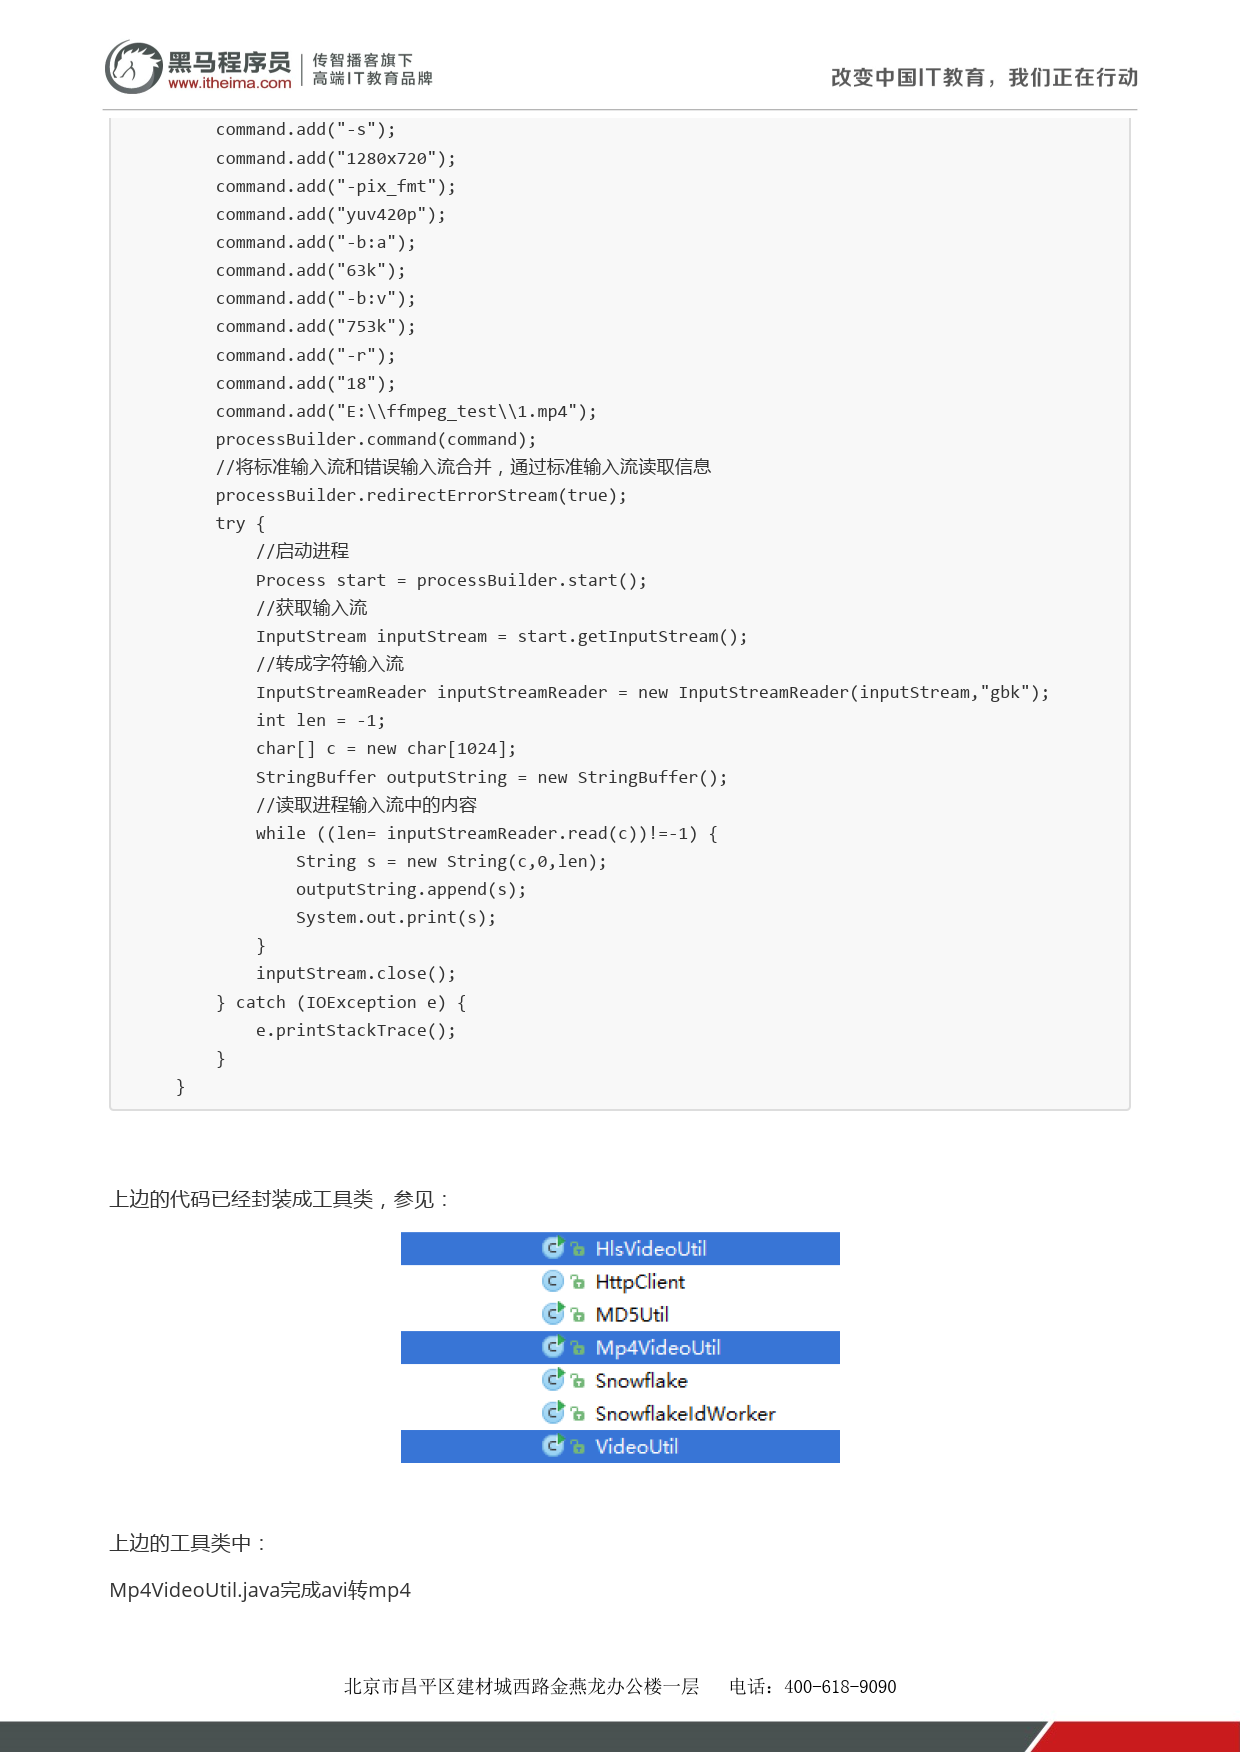 黑马程序员
www.itheima.com
传智播客旗下
高端IT教育品牌
改变中国IT教育，我们正在行动
command.add("-s");
command.add("1280x720");
command.add("-pix_fmt");
command.add("yuv420p");
command.add("-b:a");
command.add("63k");
command.add("-b:v");
command.add("753k");
command.add("-r");
command.add("18");
command.add("E:\\ffmpeg_test\\1.mp4");
processBuilder.command(command);
//将标准输入流和错误输入流合并，通过标准输入流读取信息
processBuilder.redirectErrorStream(true);
try {
//启动进程
Process start = processBuilder.start();
//获取输入流
InputStream inputStream = start.getInputStream();
//转成字符输入流
InputStreamReader inputStreamReader = new InputStreamReader(inputStream,"gbk");
int len = -1;
char[] c = new char[1024];
StringBuffer outputString = new StringBuffer();
//读取进程输入流中的内容
while ((len= inputStreamReader.read(c))!=-1) {
String s = new String(c,0,len);
outputString.append(s);
System.out.print(s);
}
inputStream.close();
} catch (IOException e) {
e.printStackTrace();
}
}
上边的代码已经封装成工具类，参见：
HlsVideoUtil
HttpClient
MD5Util
Mp4VideoUtil
Snowflake
SnowflakeIdWorker
VideoUtil
上边的工具类中：
Mp4VideoUtil.java完成avi转mp4
北京市昌平区建材城西路金燕龙办公楼一层 电话：400-618-9090